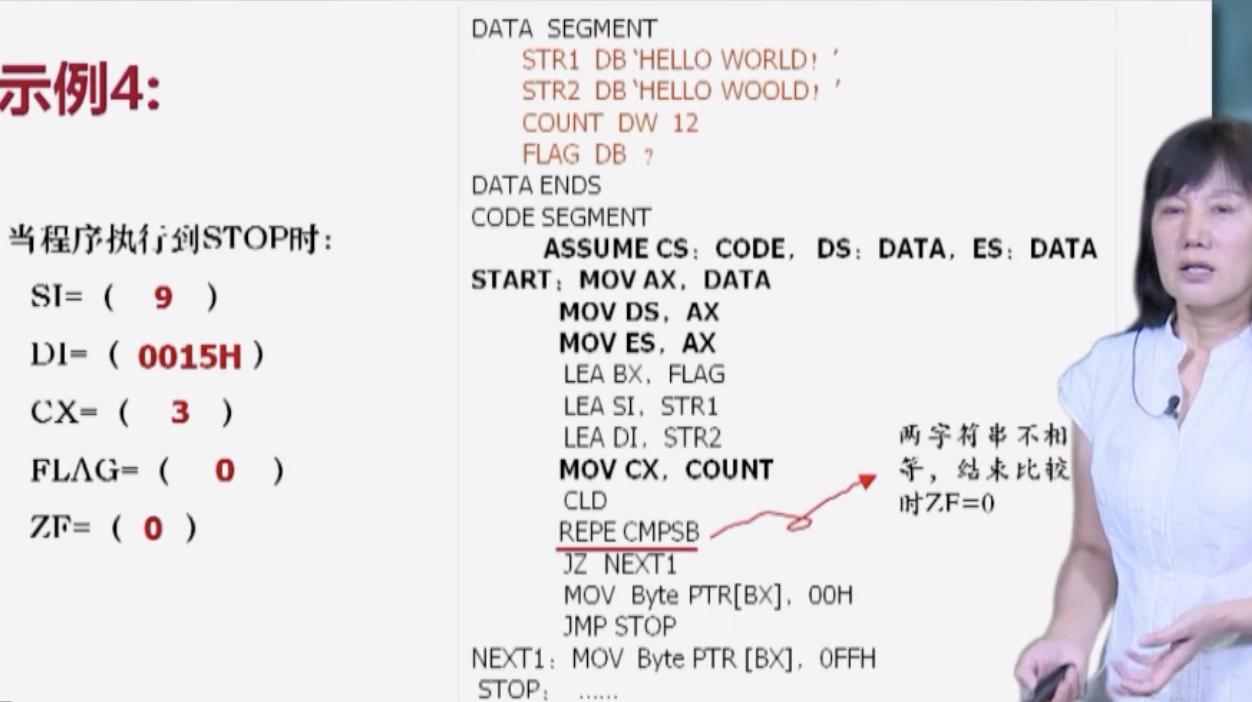 示例4:
当程序执行到STOP时:
SI= ( 9 )
DI= ( 0015H )
CX= ( 3 )
FLAG= ( 0 )
ZF= ( 0 )
DATA SEGMENT
STR1 DB ‘HELLO WORLD! ’
STR2 DB ‘HELLO WOOLD! ’
COUNT DW 12
FLAG DB ?
DATA ENDS
CODE SEGMENT
ASSUME CS: CODE, DS: DATA, ES: DATA
START: MOV AX, DATA
MOV DS, AX
MOV ES, AX
LEA BX, FLAG
LEA SI, STR1
LEA DI, STR2
MOV CX, COUNT
CLD
REPE CMPSB
JZ NEXT1
MOV Byte PTR[BX], 00H
JMP STOP
NEXT1: MOV Byte PTR [BX], 0FFH
STOP: ……
两字符串不相
等，结束比较
时ZF=0